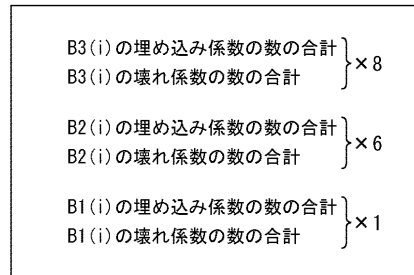 B3(i)の埋め込み係数の数の合計
B3(i)の壊れ係数の数の合計
×8
B2(i)の埋め込み係数の数の合計
B2(i)の壊れ係数の数の合計
×6
B1(i)の埋め込み係数の数の合計
B1(i)の壊れ係数の数の合計
×1